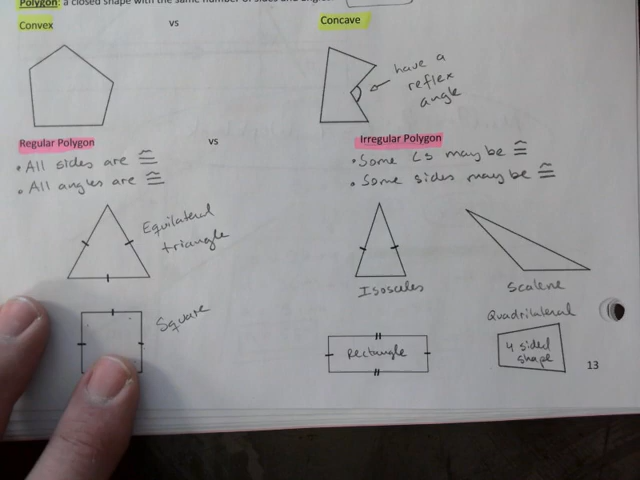 Polygon: a closed shape with the same number of sides and angles.
Convex vs Concave
have a
reflex
angle
Regular Polygon vs Irregular Polygon
• All sides are ≅
• All angles are ≅
• Some ∠s may be ≅
• Some sides may be ≅
Equilateral
triangle
Isosceles
Scalene
Square
Rectangle
Quadrilateral
4 sided
shape
13